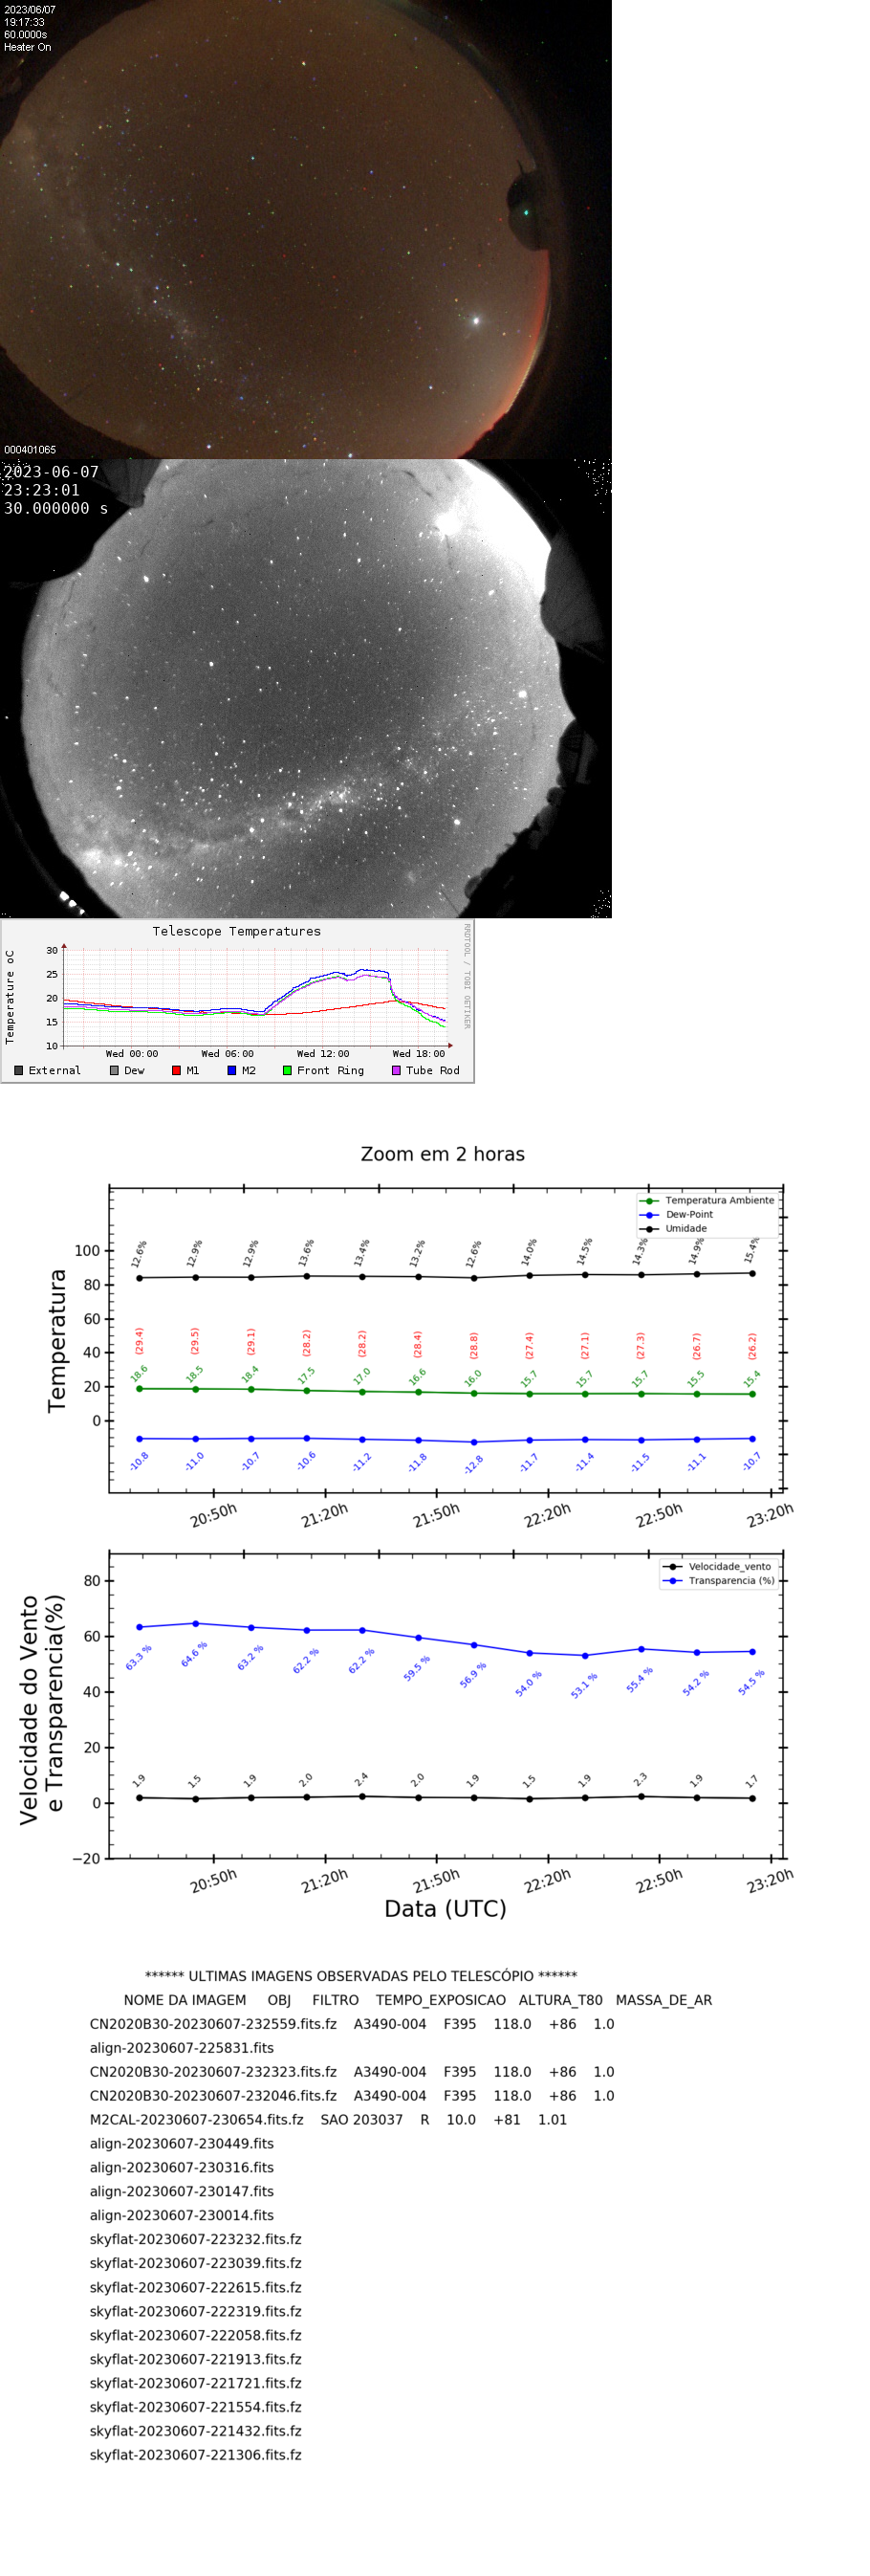 2023/06/07
19:17:33
60.0000s
Heater On
000401065
2023-06-07
23:23:01
30.000000 s
Telescope Temperatures
RRDTOOL / TOBI OETIKER
Temperature oC
30
25
20
15
10
Wed 00:00 Wed 06:00 Wed 12:00 Wed 18:00
External Dew M1 M2 Front Ring Tube Rod
Zoom em 2 horas
Temperatura Ambiente
Dew-Point
Umidade
Temperatura
100
80
60
40
20
0
12.6% 12.9% 12.9% 13.6% 13.4% 13.2% 12.6% 14.0% 14.5% 14.3% 14.9% 15.4%
(29.4) (29.5) (29.1) (28.2) (28.2) (28.4) (28.8) (27.4) (27.1) (27.3) (26.7) (26.2)
18.6 18.5 18.4 17.5 17.0 16.6 16.0 15.7 15.7 15.7 15.5 15.4
-10.8 -11.0 -10.7 -10.6 -11.2 -11.8 -12.8 -11.7 -11.4 -11.5 -11.1 -10.7
20:50h 21:20h 21:50h 22:20h 22:50h 23:20h
Velocidade_vento
Transparencia (%)
Velocidade do Vento
e Transparencia(%)
80
60
40
20
0
−20
63.3 % 64.6 % 63.2 % 62.2 % 62.2 % 59.5 % 56.9 % 54.0 % 53.1 % 55.4 % 54.2 % 54.5 %
1.9 1.5 1.9 2.0 2.4 2.0 1.9 1.5 1.9 2.3 1.9 1.7
20:50h 21:20h 21:50h 22:20h 22:50h 23:20h
Data (UTC)
****** ULTIMAS IMAGENS OBSERVADAS PELO TELESCÓPIO ******
NOME DA IMAGEM OBJ FILTRO TEMPO_EXPOSICAO ALTURA_T80 MASSA_DE_AR
CN2020B30-20230607-232559.fits.fz A3490-004 F395 118.0 +86 1.0
align-20230607-225831.fits
CN2020B30-20230607-232323.fits.fz A3490-004 F395 118.0 +86 1.0
CN2020B30-20230607-232046.fits.fz A3490-004 F395 118.0 +86 1.0
M2CAL-20230607-230654.fits.fz SAO 203037 R 10.0 +81 1.01
align-20230607-230449.fits
align-20230607-230316.fits
align-20230607-230147.fits
align-20230607-230014.fits
skyflat-20230607-223232.fits.fz
skyflat-20230607-223039.fits.fz
skyflat-20230607-222615.fits.fz
skyflat-20230607-222319.fits.fz
skyflat-20230607-222058.fits.fz
skyflat-20230607-221913.fits.fz
skyflat-20230607-221721.fits.fz
skyflat-20230607-221554.fits.fz
skyflat-20230607-221432.fits.fz
skyflat-20230607-221306.fits.fz